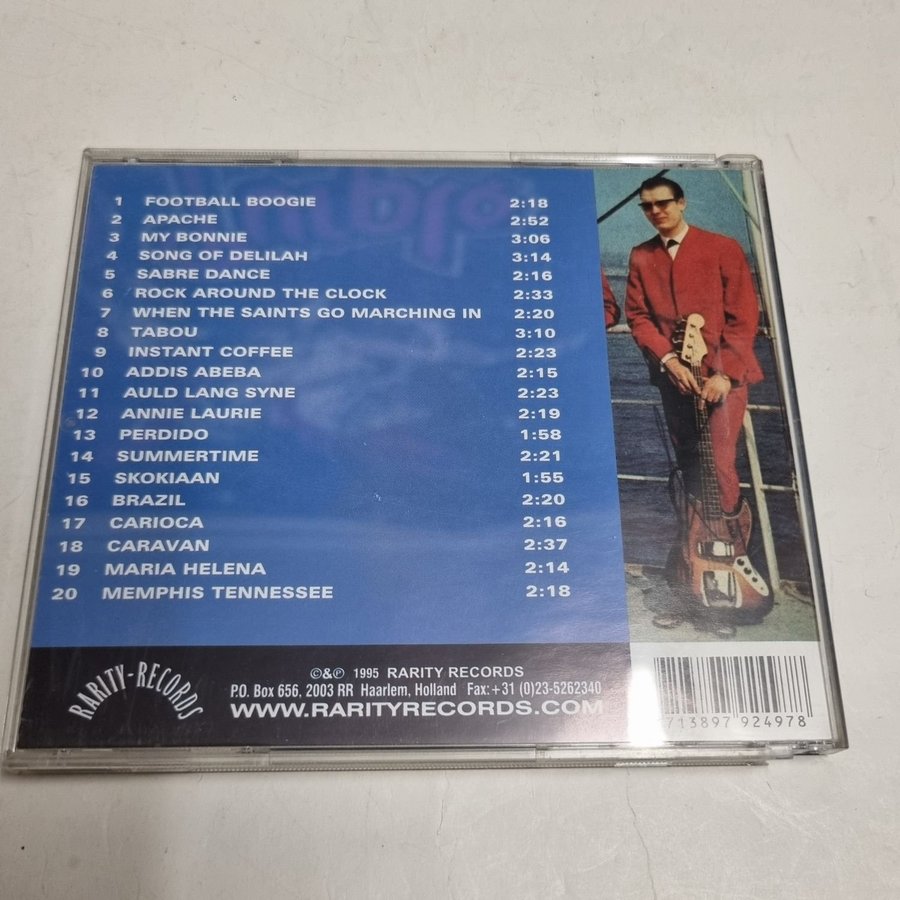 1 FOOTBALL BOOGIE 2:18
2 APACHE 2:52
3 MY BONNIE 3:06
4 SONG OF DELILAH 3:14
5 SABRE DANCE 2:16
6 ROCK AROUND THE CLOCK 2:33
7 WHEN THE SAINTS GO MARCHING IN 2:20
8 TABOU 3:10
9 INSTANT COFFEE 2:23
10 ADDIS ABEBA 2:15
11 AULD LANG SYNE 2:23
12 ANNIE LAURIE 2:19
13 PERDIDO 1:58
14 SUMMERTIME 2:21
15 SKOKIAAN 1:55
16 BRAZIL 2:20
17 CARIOCA 2:16
18 CARAVAN 2:37
19 MARIA HELENA 2:14
20 MEMPHIS TENNESSEE 2:18
RARITY-RECORDS
©&℗ 1995 RARITY RECORDS
P.O. Box 656, 2003 RR Haarlem, Holland Fax:+31 (0)23-5262340
WWW.RARITYRECORDS.COM
713897 924978